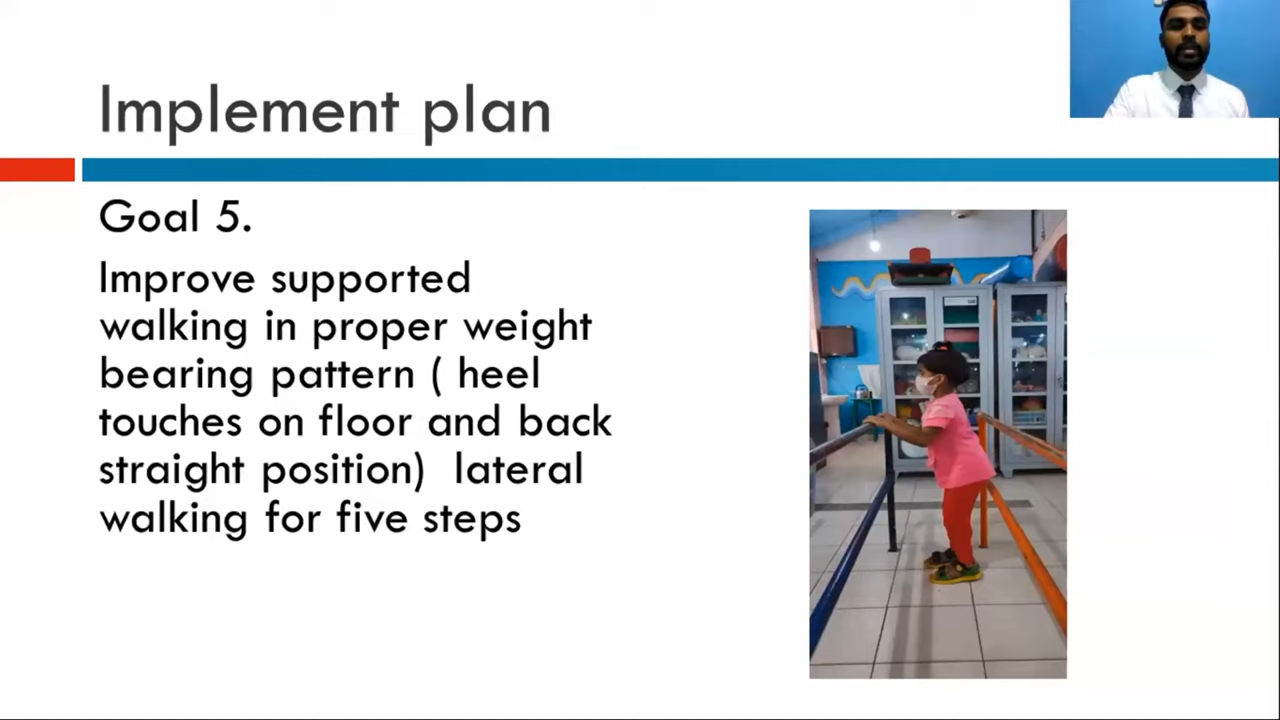 Implement plan
Goal 5.
Improve supported
walking in proper weight
bearing pattern ( heel
touches on floor and back
straight position)  lateral
walking for five steps